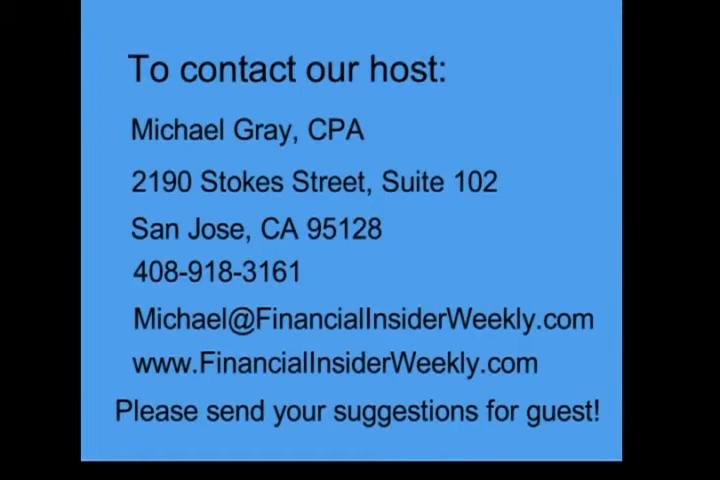 To contact our host:
Michael Gray, CPA
2190 Stokes Street, Suite 102
San Jose, CA 95128
408-918-3161
Michael@FinancialInsiderWeekly.com
www.FinancialInsiderWeekly.com
Please send your suggestions for guest!